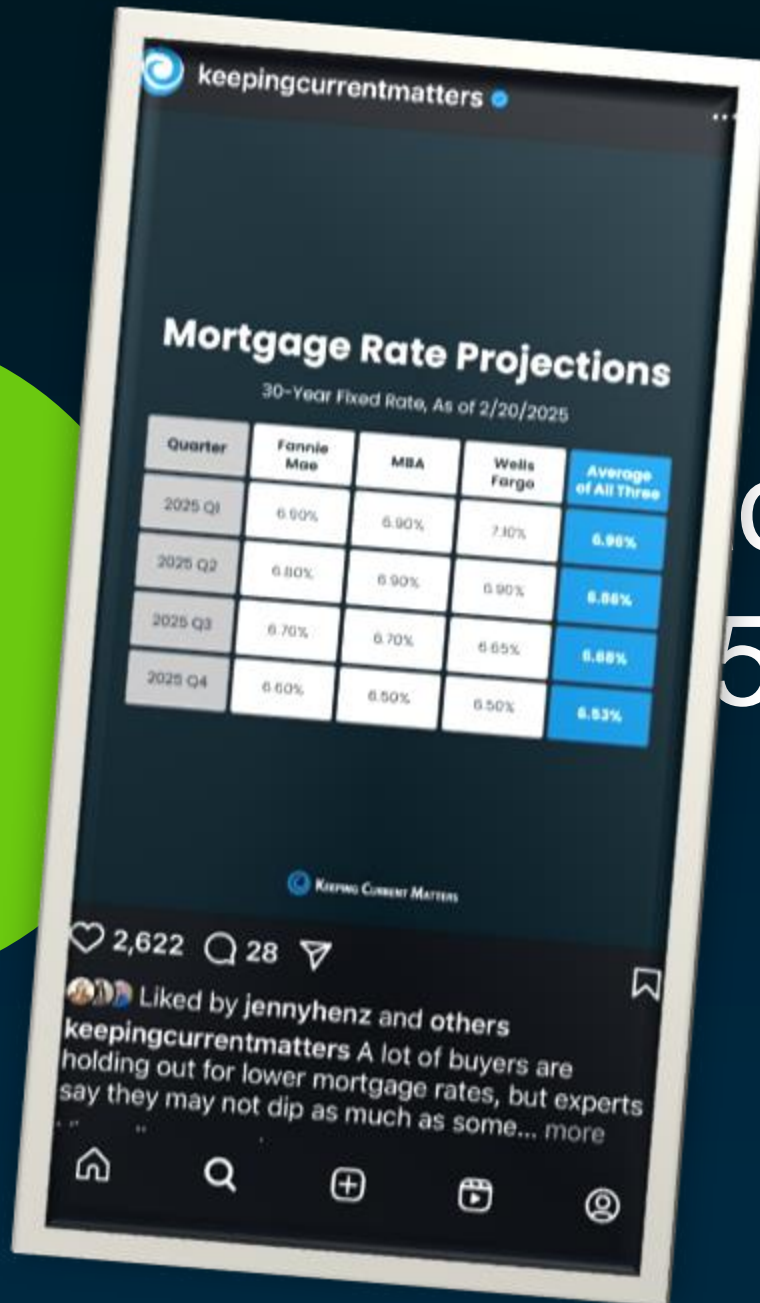 keepingcurrentmatters
Mortgage Rate Projections
30-Year Fixed Rate, As of 2/20/2025
Quarter Fannie Mae MBA Wells Fargo Average of All Three
2025 Q1 6.90% 6.90% 7.10% 6.96%
2025 Q2 6.80% 6.90% 6.90% 6.86%
2025 Q3 6.70% 6.70% 6.65% 6.68%
2025 Q4 6.60% 6.50% 6.50% 6.53%
KEEPING CURRENT MATTERS
2,622 28
Liked by jennyhenz and others
keepingcurrentmatters A lot of buyers are
holding out for lower mortgage rates, but experts
say they may not dip as much as some... more
5